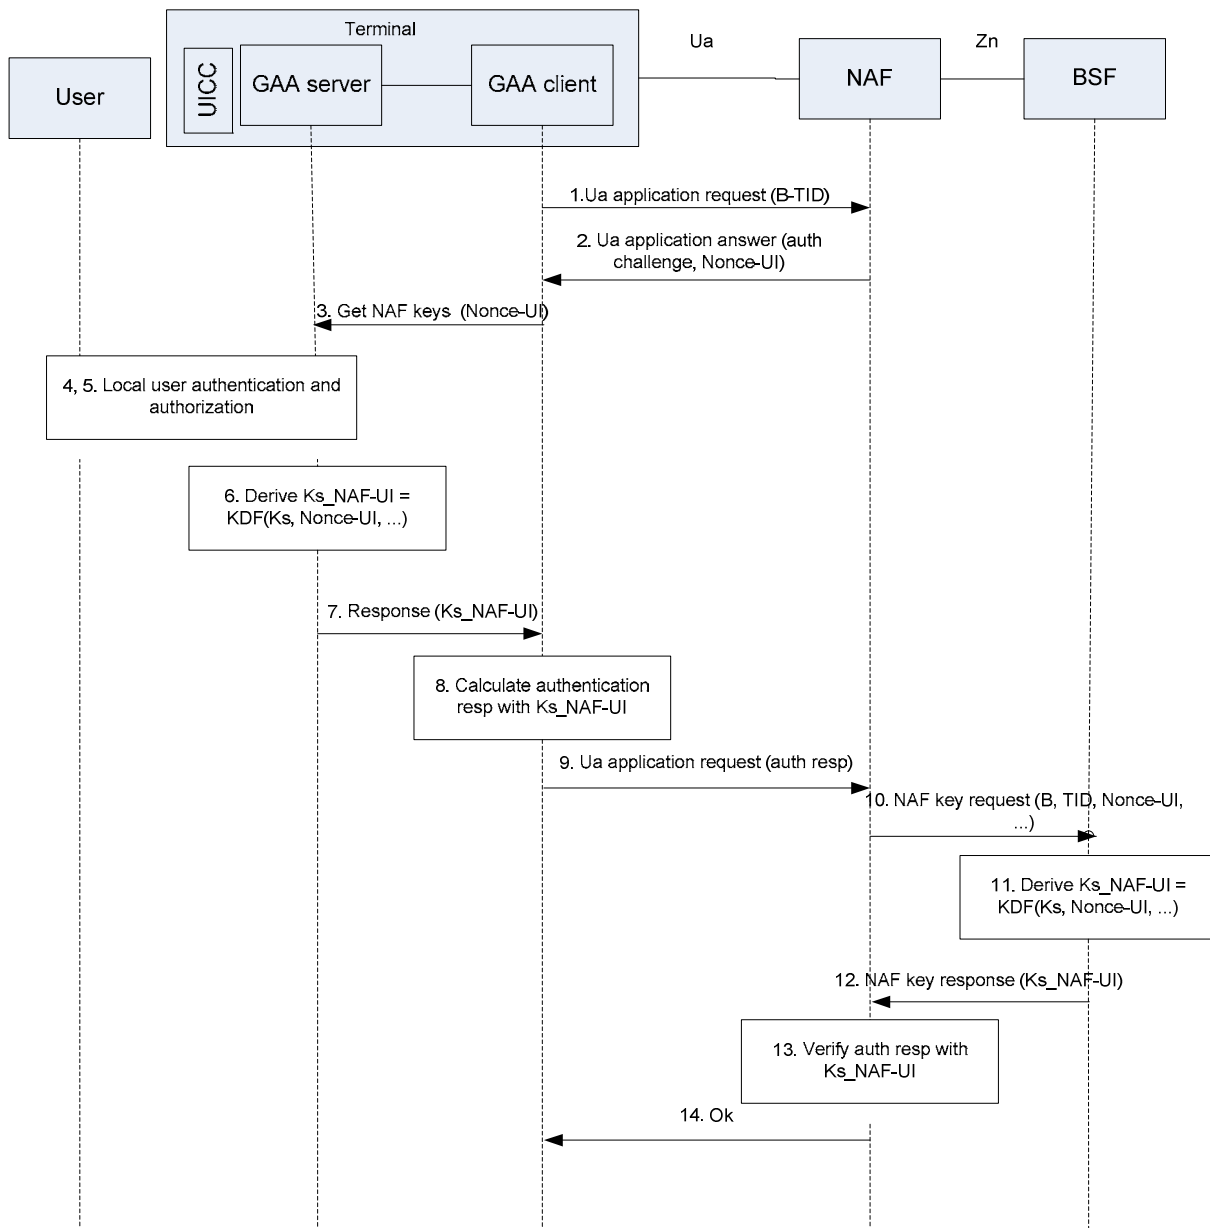 Terminal
Ua
Zn
User
UICC
GAA server
GAA client
NAF
BSF
1.Ua application request (B-TID)
2. Ua application answer (auth
challenge, Nonce-UI)
3. Get NAF keys (Nonce-UI)
4, 5. Local user authentication and
authorization
6. Derive Ks_NAF-UI =
KDF(Ks, Nonce-UI, ...)
7. Response (Ks_NAF-UI)
8. Calculate authentication
resp with Ks_NAF-UI
9. Ua application request (auth resp)
10. NAF key request (B, TID, Nonce-UI,
...)
11. Derive Ks_NAF-UI =
KDF(Ks, Nonce-UI, ...)
12. NAF key response (Ks_NAF-UI)
13. Verify auth resp with
Ks_NAF-UI
14. Ok